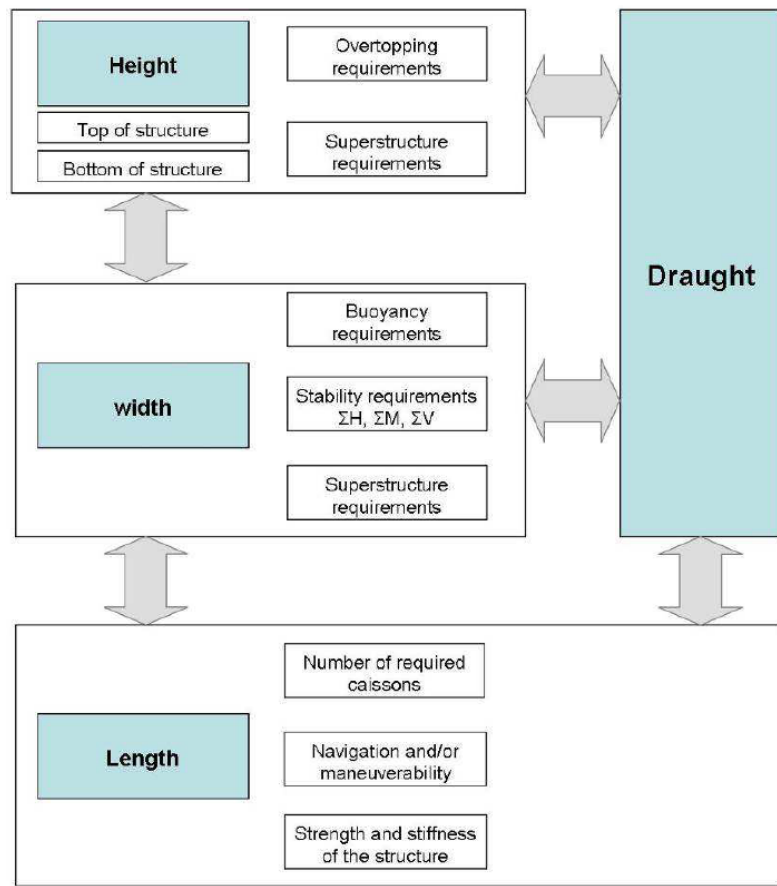 Height
Top of structure
Bottom of structure
Overtopping
requirements
Superstructure
requirements
Draught
width
Buoyancy
requirements
Stability requirements
ΣH, ΣM, ΣV
Superstructure
requirements
Length
Number of required
caissons
Navigation and/or
maneuverability
Strength and stiffness
of the structure